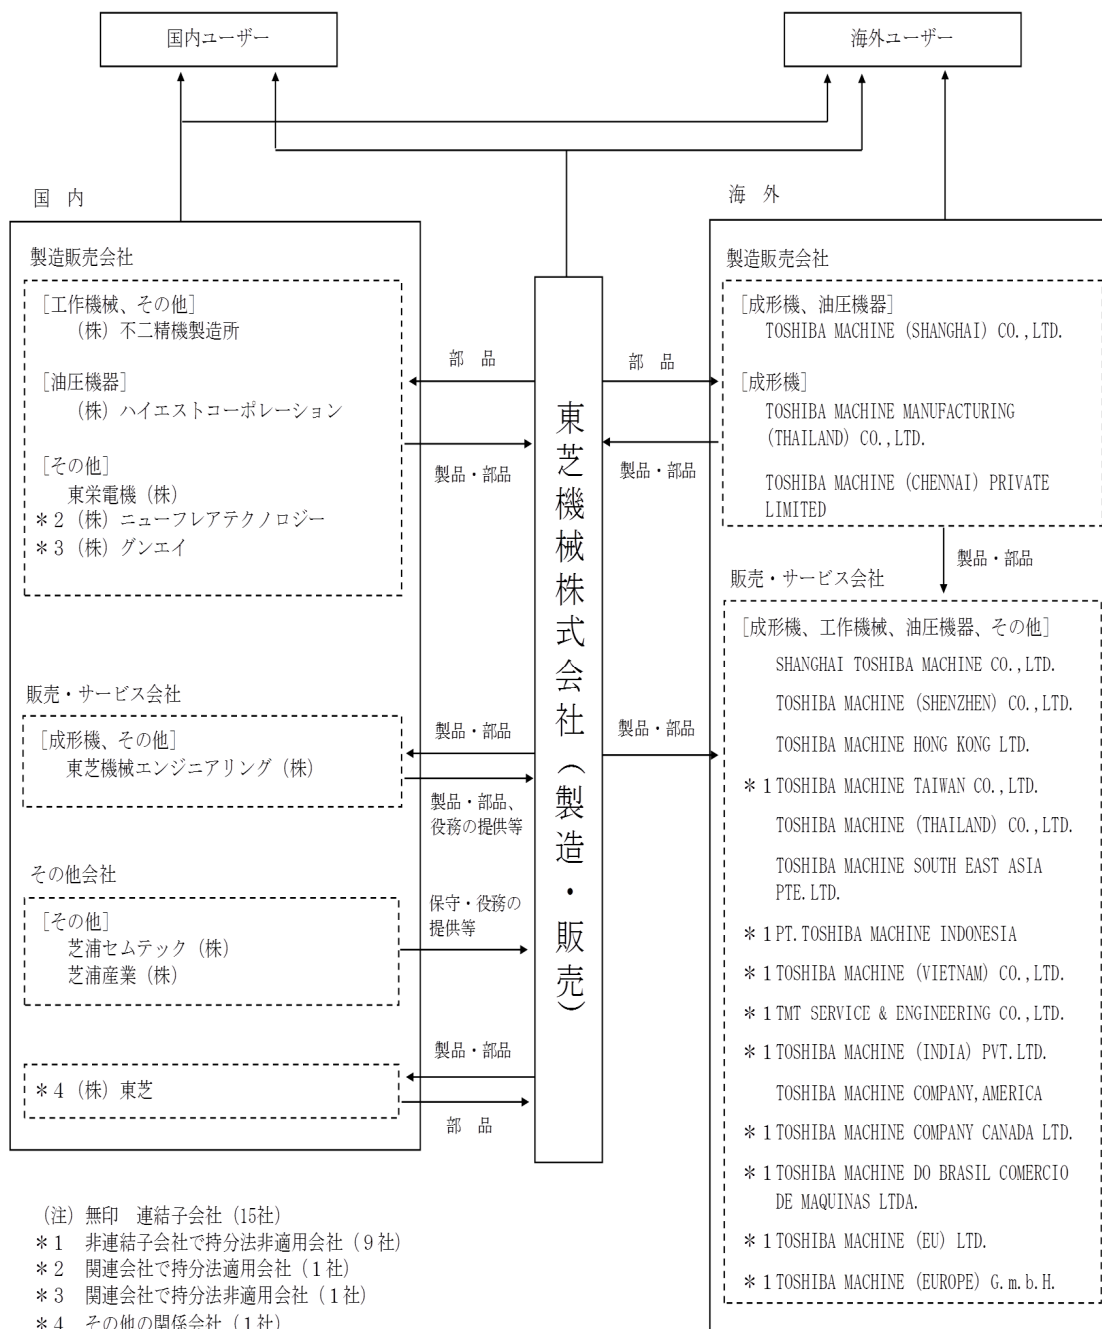 国内ユーザー
海外ユーザー
国 内
製造販売会社
[工作機械、その他]
(株) 不二精機製造所
[油圧機器]
(株) ハイエストコーポレーション
[その他]
東栄電機 (株)
*2 (株) ニューフレアテクノロジー
*3 (株) グンエイ
販売・サービス会社
[成形機、その他]
東芝機械エンジニアリング (株)
その他会社
[その他]
芝浦セムテック (株)
芝浦産業 (株)
*4 (株) 東芝
部 品
製品・部品
製品・部品
製品・部品、
役務の提供等
保守・役務の
提供等
製品・部品
部 品
東芝機械株式会社(製造・販売)
部 品
製品・部品
製品・部品
海 外
製造販売会社
[成形機、油圧機器]
TOSHIBA MACHINE (SHANGHAI) CO.,LTD.
[成形機]
TOSHIBA MACHINE MANUFACTURING
(THAILAND) CO.,LTD.
TOSHIBA MACHINE (CHENNAI) PRIVATE
LIMITED
製品・部品
販売・サービス会社
[成形機、工作機械、油圧機器、その他]
SHANGHAI TOSHIBA MACHINE CO.,LTD.
TOSHIBA MACHINE (SHENZHEN) CO.,LTD.
TOSHIBA MACHINE HONG KONG LTD.
*1 TOSHIBA MACHINE TAIWAN CO.,LTD.
TOSHIBA MACHINE (THAILAND) CO.,LTD.
TOSHIBA MACHINE SOUTH EAST ASIA
PTE.LTD.
*1 PT.TOSHIBA MACHINE INDONESIA
*1 TOSHIBA MACHINE (VIETNAM) CO.,LTD.
*1 TMT SERVICE & ENGINEERING CO.,LTD.
*1 TOSHIBA MACHINE (INDIA) PVT.LTD.
TOSHIBA MACHINE COMPANY,AMERICA
*1 TOSHIBA MACHINE COMPANY CANADA LTD.
*1 TOSHIBA MACHINE DO BRASIL COMERCIO
DE MAQUINAS LTDA.
*1 TOSHIBA MACHINE (EU) LTD.
*1 TOSHIBA MACHINE (EUROPE) G.m.b.H.
(注) 無印 連結子会社 (15社)
*1 非連結子会社で持分法非適用会社 (9社)
*2 関連会社で持分法適用会社 (1社)
*3 関連会社で持分法非適用会社 (1社)
*4 その他の関係会社 (1社)